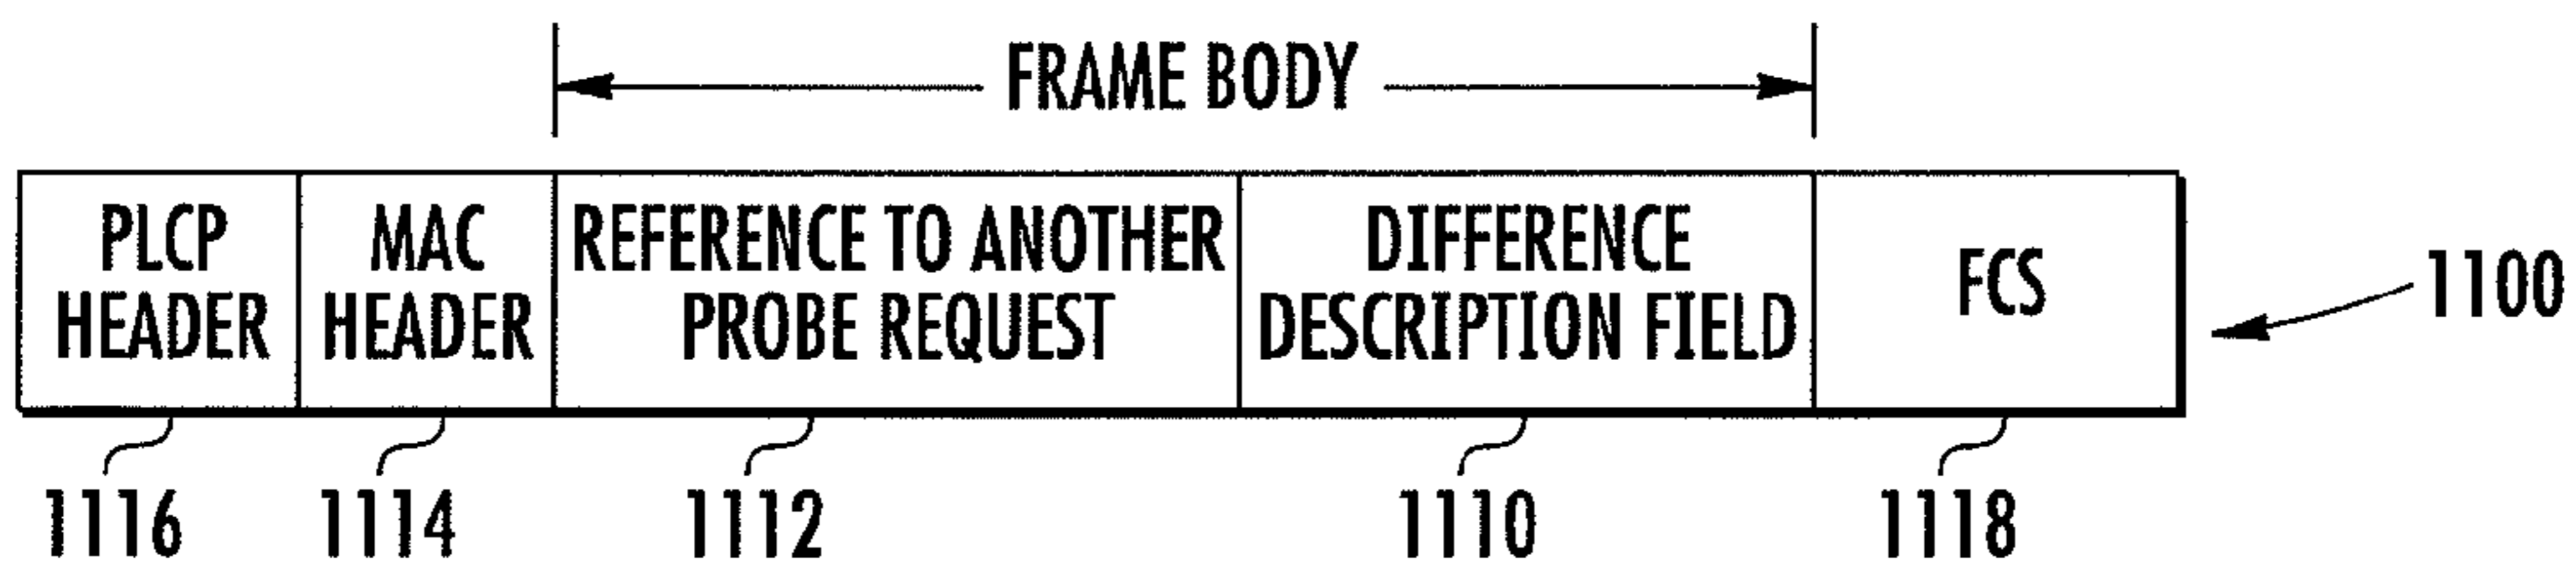 FRAME BODY
PLCP HEADER
MAC HEADER
REFERENCE TO ANOTHER PROBE REQUEST
DIFFERENCE DESCRIPTION FIELD
FCS
1100
1116
1114
1112
1110
1118